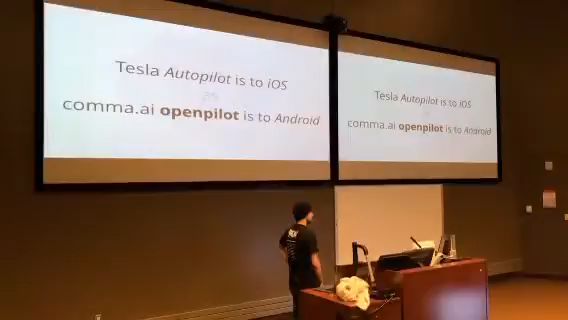 Tesla Autopilot is to iOS
as
comma.ai openpilot is to Android
Tesla Autopilot is to iOS
comma.ai openpilot is to Android